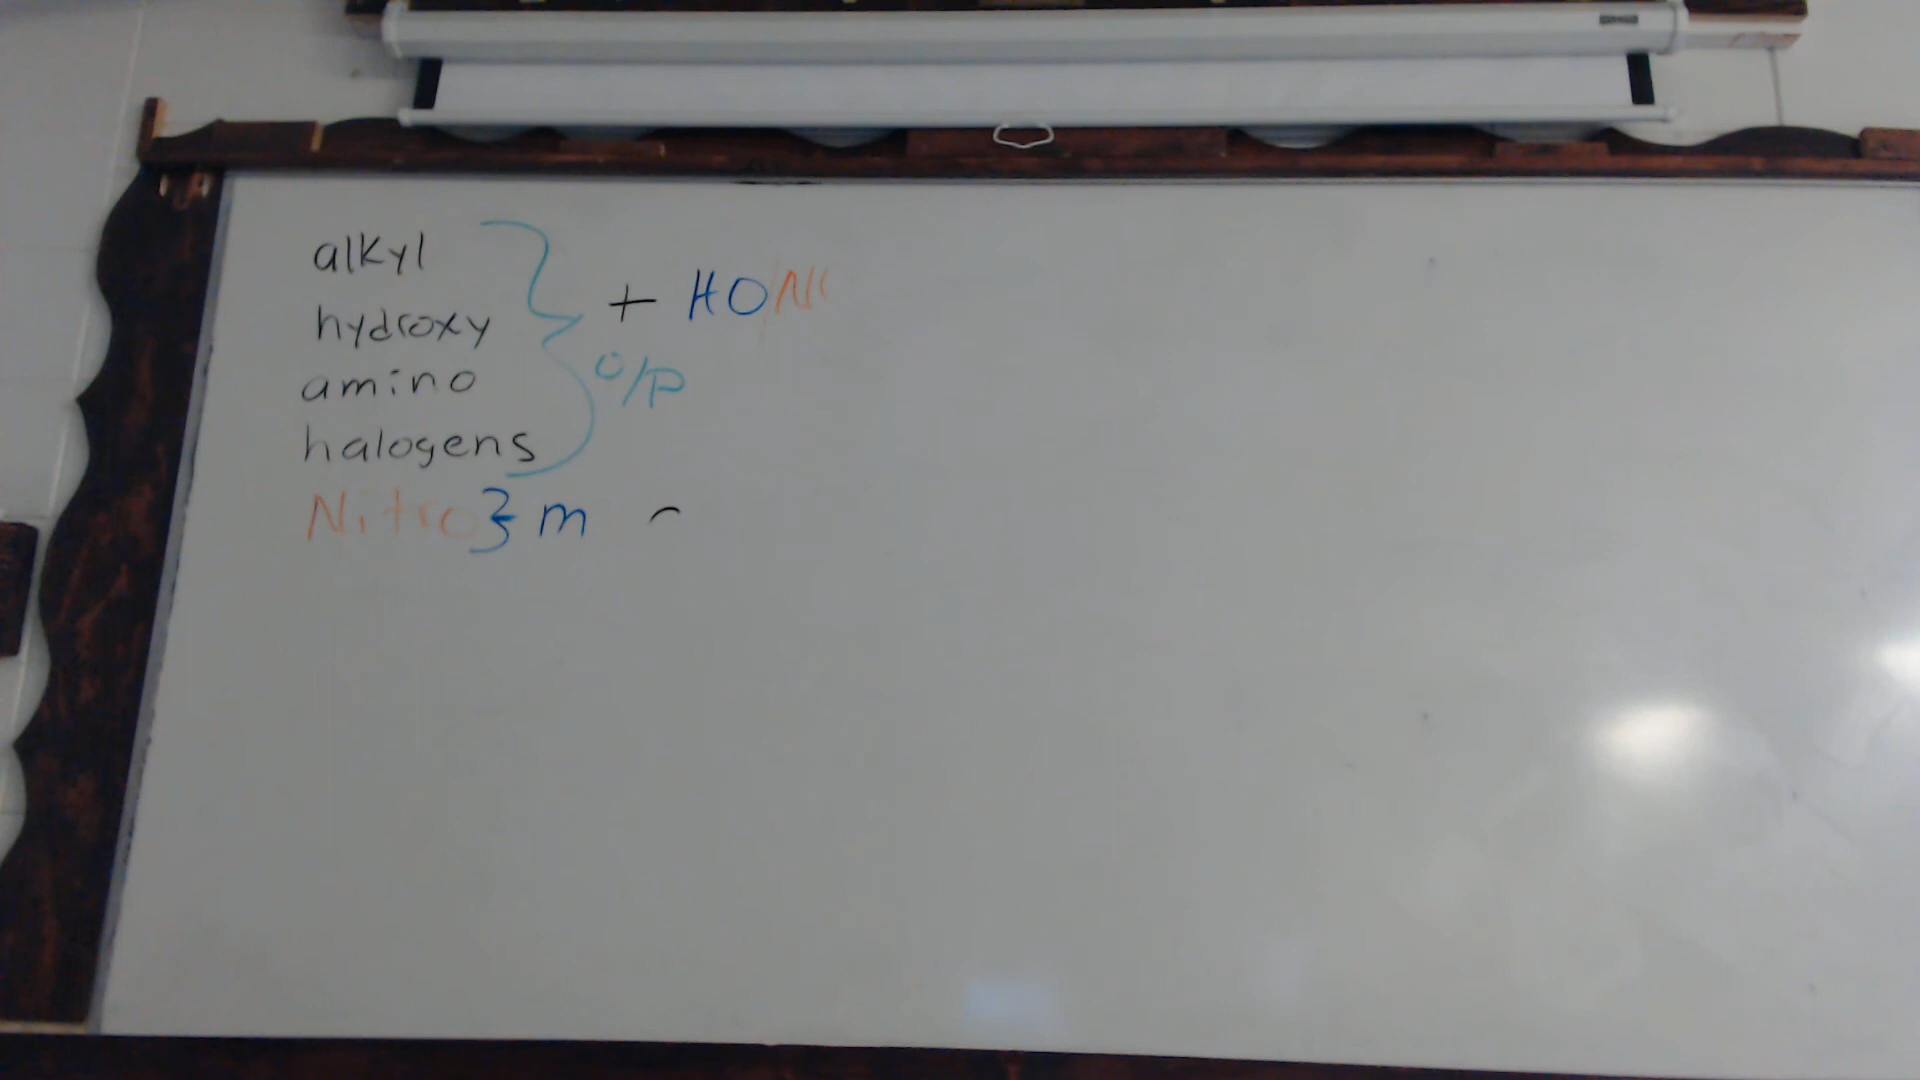 alkyl
hydroxy
amino
halogens
Nitro } m -
+ HO
o/p